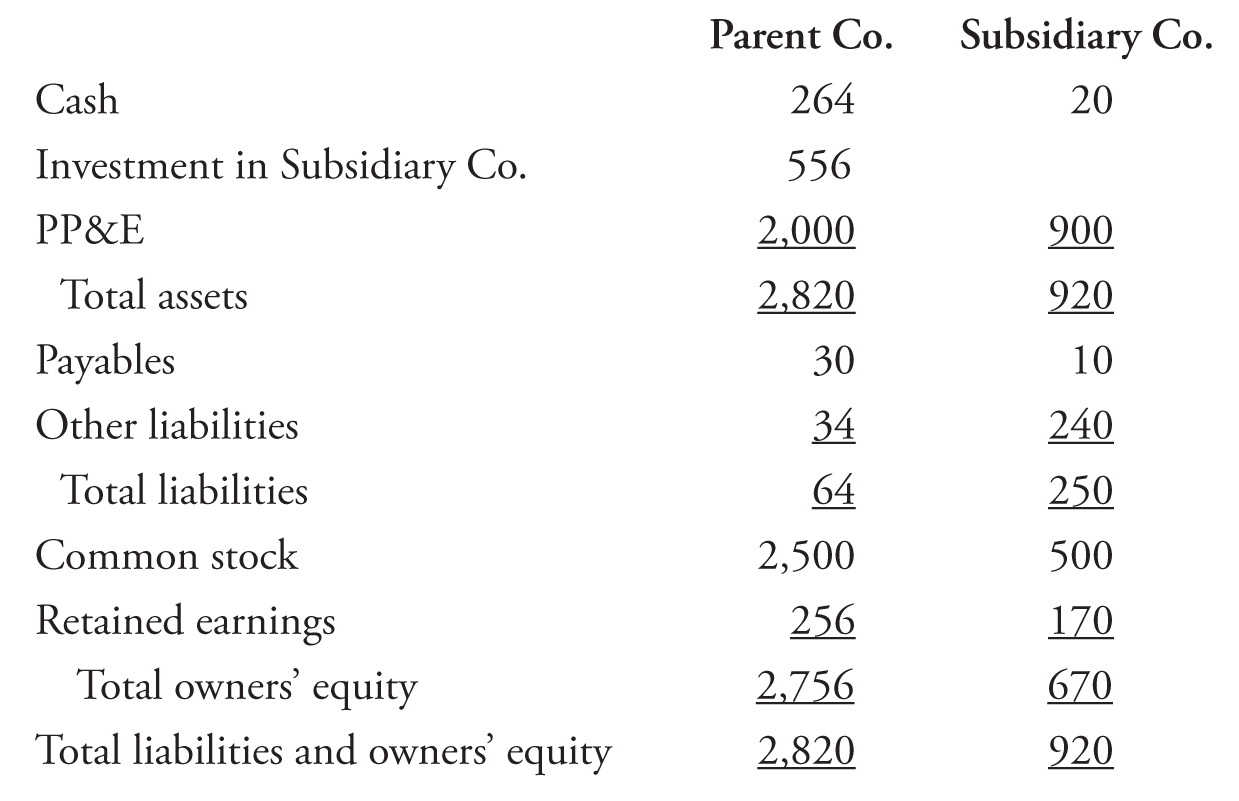 Parent Co. Subsidiary Co.
Cash 264 20
Investment in Subsidiary Co. 556
PP&E 2,000 900
Total assets 2,820 920
Payables 30 10
Other liabilities 34 240
Total liabilities 64 250
Common stock 2,500 500
Retained earnings 256 170
Total owners’ equity 2,756 670
Total liabilities and owners’ equity 2,820 920